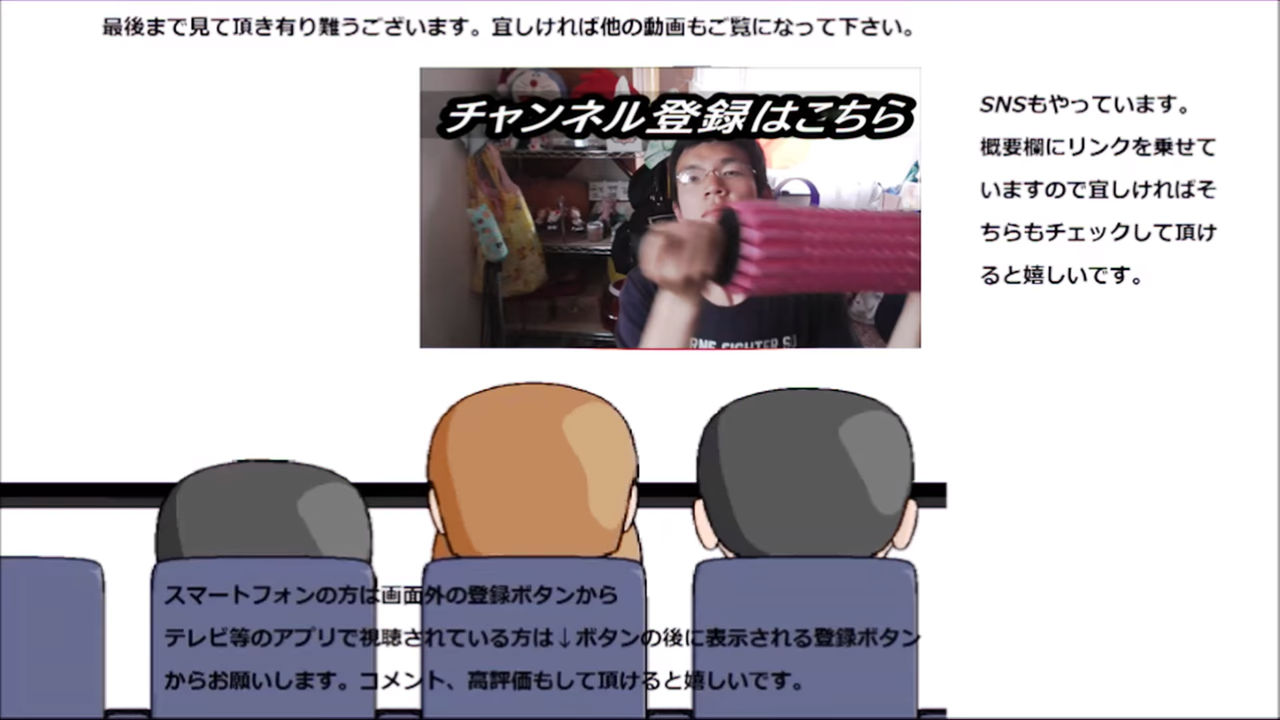 最後まで見て頂き有り難うございます。宜しければ他の動画もご覧になって下さい。
チャンネル登録はこちら
SNSもやっています。
概要欄にリンクを乗せて
いますので宜しければそ
ちらもチェックして頂け
ると嬉しいです。
スマートフォンの方は画面外の登録ボタンから
テレビ等のアプリで視聴されている方は↓ボタンの後に表示される登録ボタン
からお願いします。コメント、高評価もして頂けると嬉しいです。